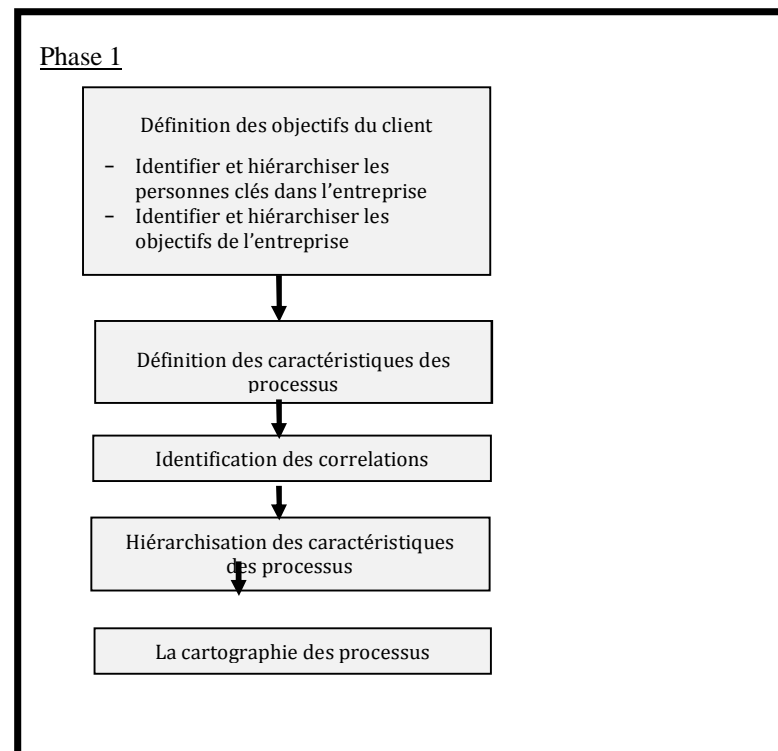 Phase 1
Définition des objectifs du client
– Identifier et hiérarchiser les
personnes clés dans l’entreprise
– Identifier et hiérarchiser les
objectifs de l’entreprise
Définition des caractéristiques des
processus
Identification des correlations
Hiérarchisation des caractéristiques
des processus
La cartographie des processus